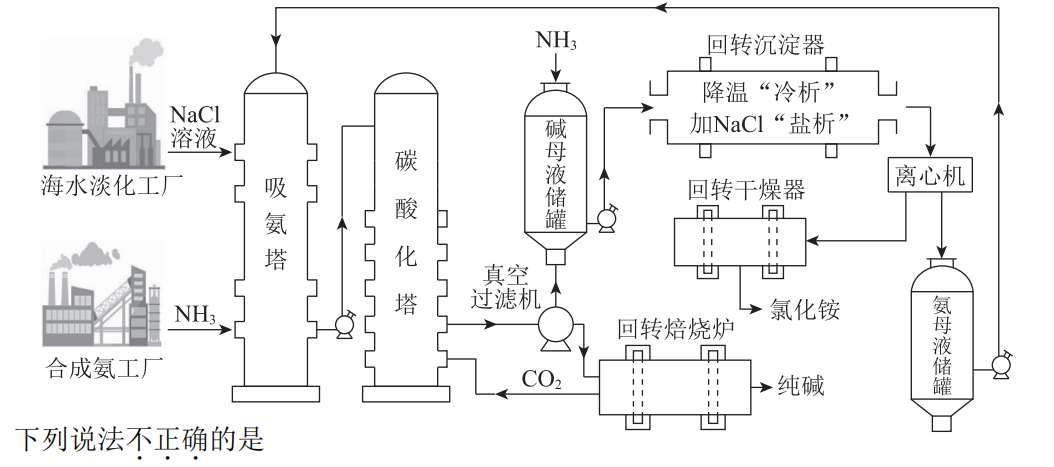 NH₃
回转沉淀器
降温“冷析”
加NaCl“盐析”
NaCl
溶液
海水淡化工厂
吸氨塔
碳酸化塔
碱母液储罐
离心机
回转干燥器
氯化铵
真空
过滤机
NH₃
合成氨工厂
回转焙烧炉
CO₂
纯碱
氨母液储罐
下列说法不正确的是